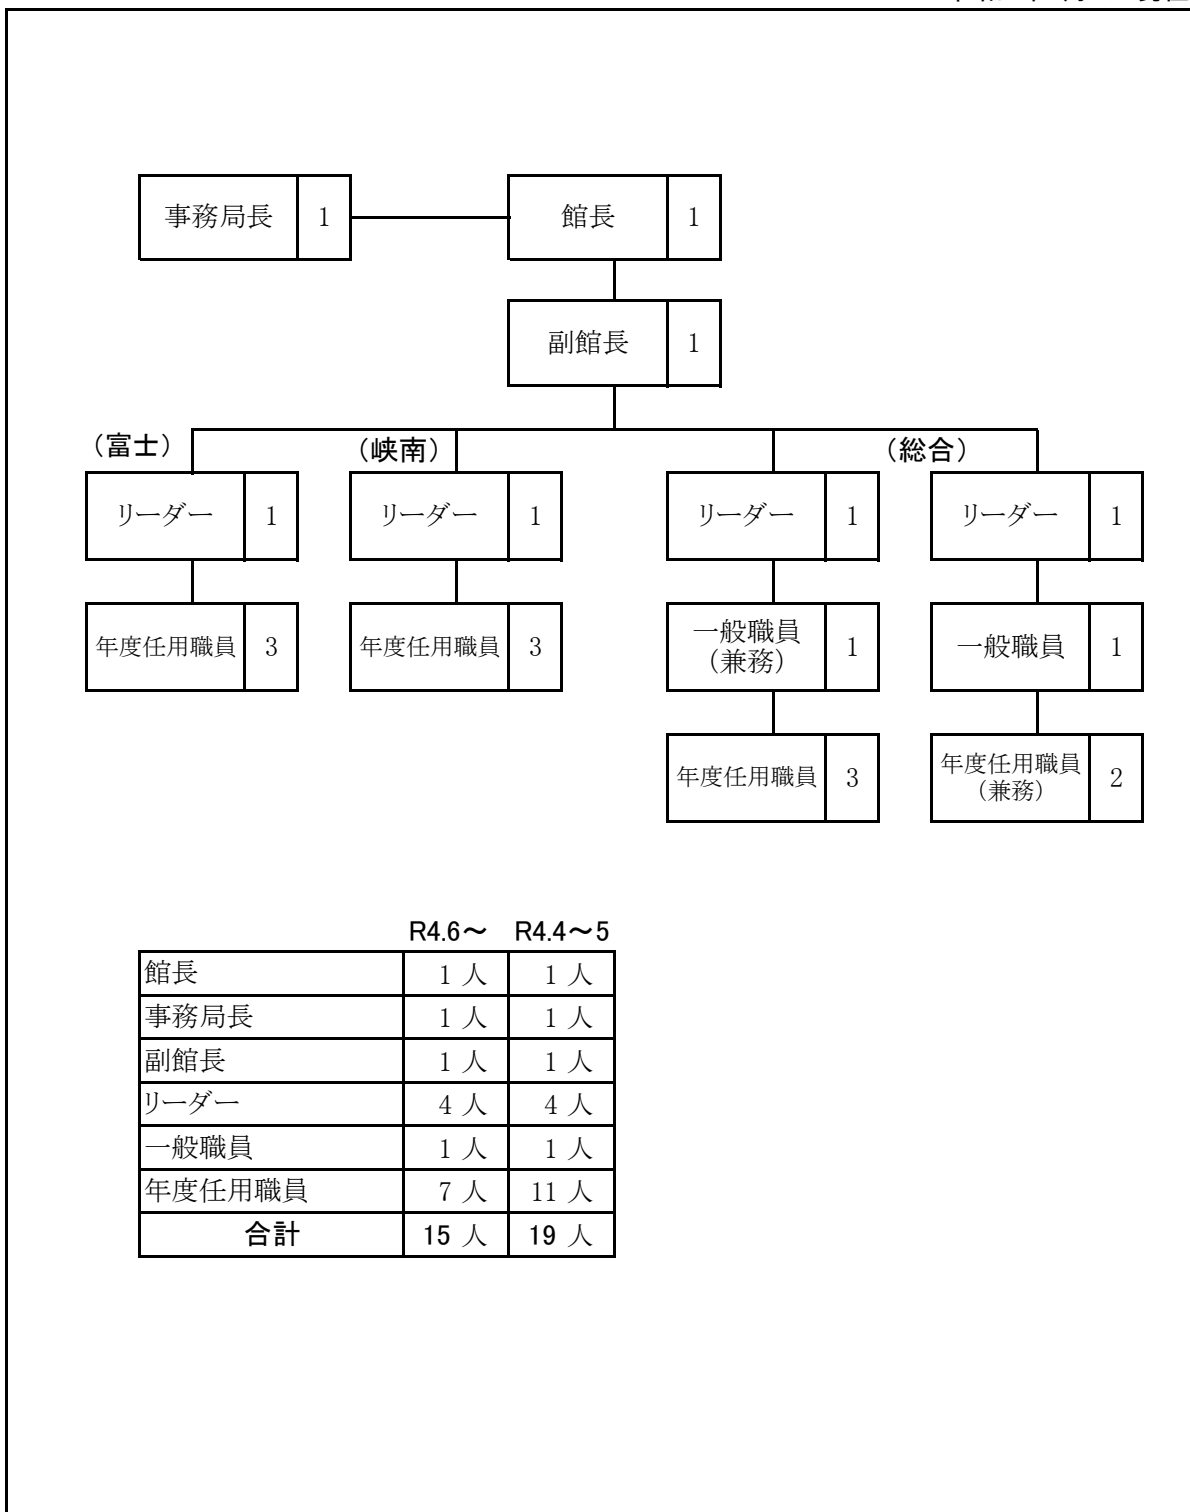 事務局長 1 館長 1
副館長 1
（富士） （峡南） （総合）
リーダー 1 リーダー 1 リーダー 1 リーダー 1
年度任用職員 3 年度任用職員 3 一般職員（兼務） 1 一般職員 1
年度任用職員 3 年度任用職員（兼務） 2
R4.6～ R4.4～5
館長 1 人 1 人
事務局長 1 人 1 人
副館長 1 人 1 人
リーダー 4 人 4 人
一般職員 1 人 1 人
年度任用職員 7 人 11 人
合計 15 人 19 人